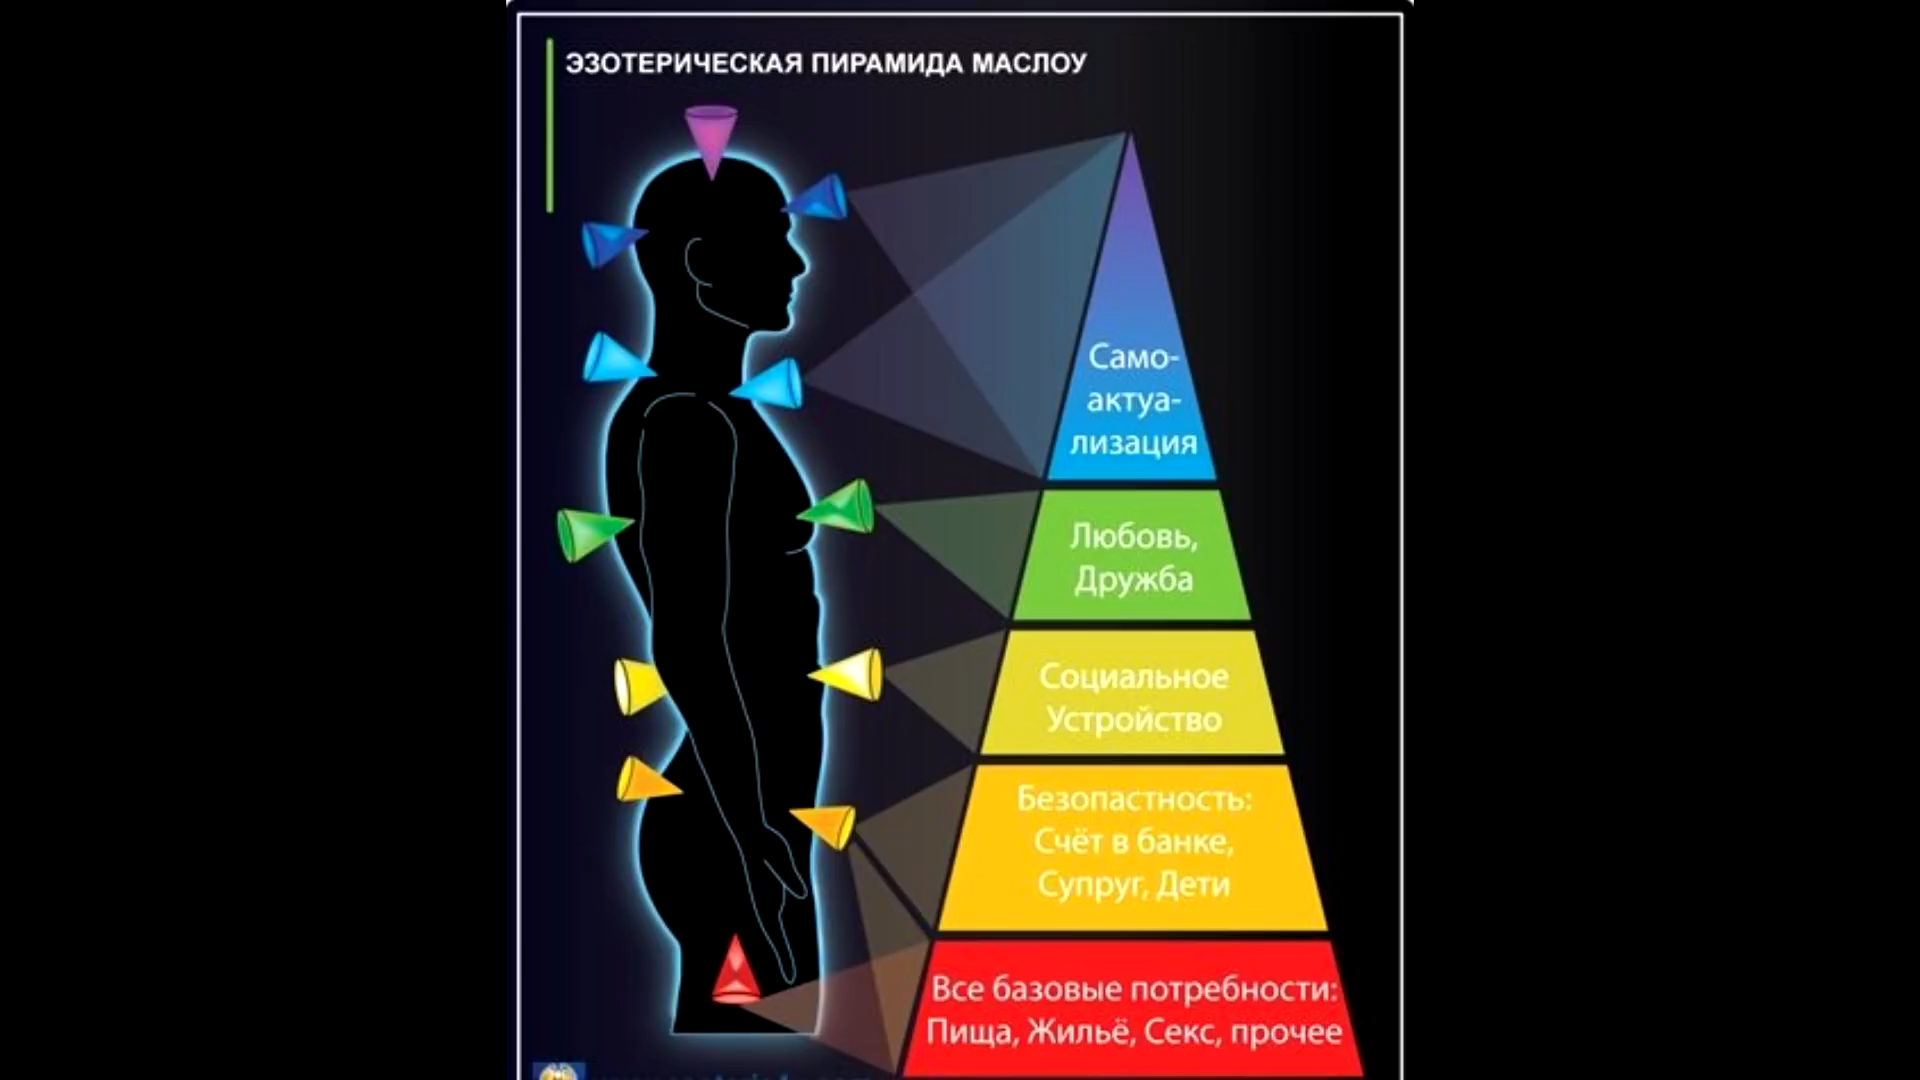 ЭЗОТЕРИЧЕСКАЯ ПИРАМИДА МАСЛОУ
Само-
актуа-
лизация
Любовь,
Дружба
Социальное
Устройство
Безопастность:
Счёт в банке,
Супруг, Дети
Все базовые потребности:
Пища, Жильё, Секс, прочее